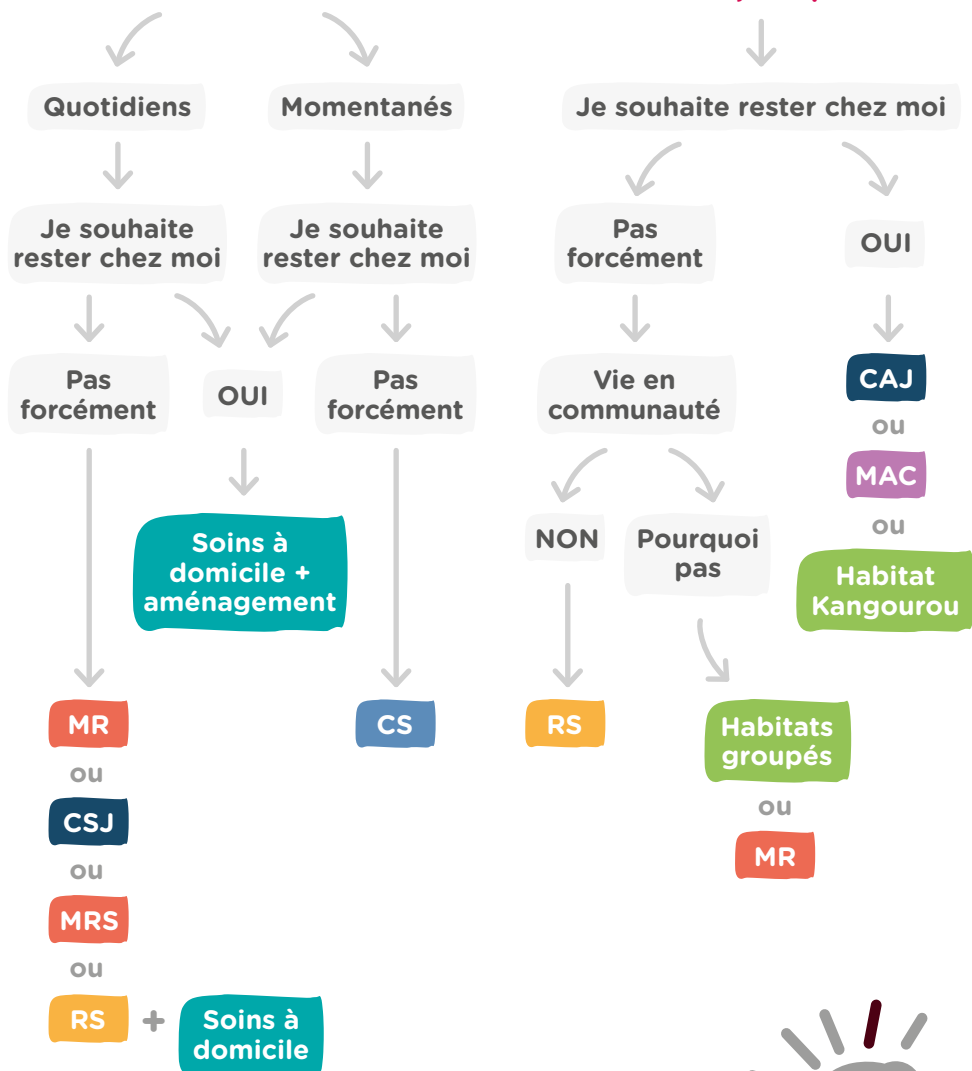 Quotidiens
Momentanés
Je souhaite rester chez moi
Je souhaite
rester chez moi
Je souhaite
rester chez moi
Pas
forcément
OUI
Pas
forcément
OUI
Pas
forcément
Vie en
communauté
CAJ
ou
MAC
ou
Habitat
Kangourou
Soins à
domicile +
aménagement
NON
Pourquoi
pas
MR
ou
CSJ
ou
MRS
ou
RS + Soins à
domicile
CS
RS
Habitats
groupés
ou
MR